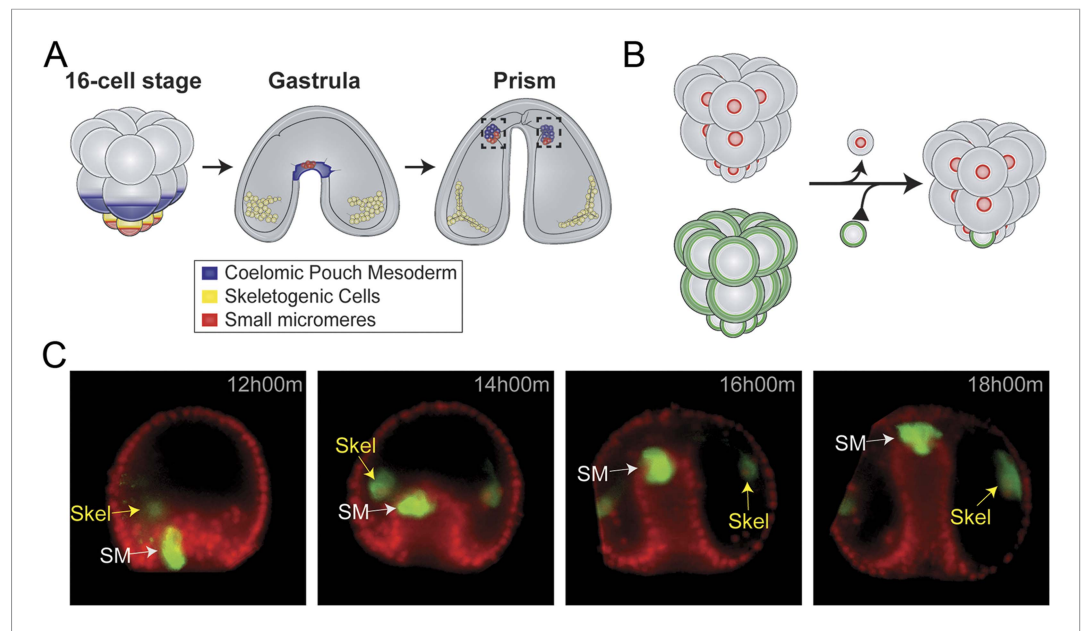 A
16-cell stage
Gastrula
Prism
B
Coelomic Pouch Mesoderm
Skeletogenic Cells
Small micromeres
C
12h00m
Skel
SM
14h00m
Skel
SM
16h00m
SM
Skel
18h00m
SM
Skel